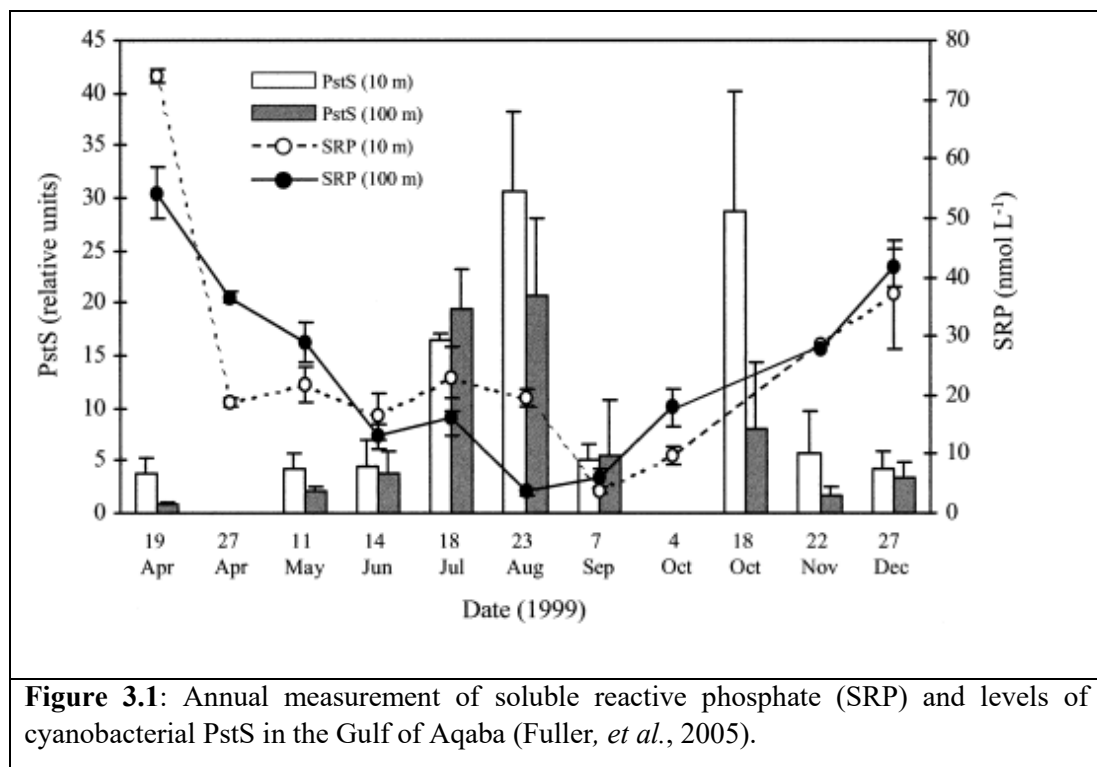 45
40
35
30
25
20
15
10
5
0
PstS (relative units)
PstS (10 m)
PstS (100 m)
SRP (10 m)
SRP (100 m)
80
70
60
50
40
30
20
10
0
SRP (nmol L⁻¹)
19 27 11 14 18 23 7 4 18 22 27
Apr Apr May Jun Jul Aug Sep Oct Oct Nov Dec
Date (1999)
Figure 3.1: Annual measurement of soluble reactive phosphate (SRP) and levels of
cyanobacterial PstS in the Gulf of Aqaba (Fuller, et al., 2005).